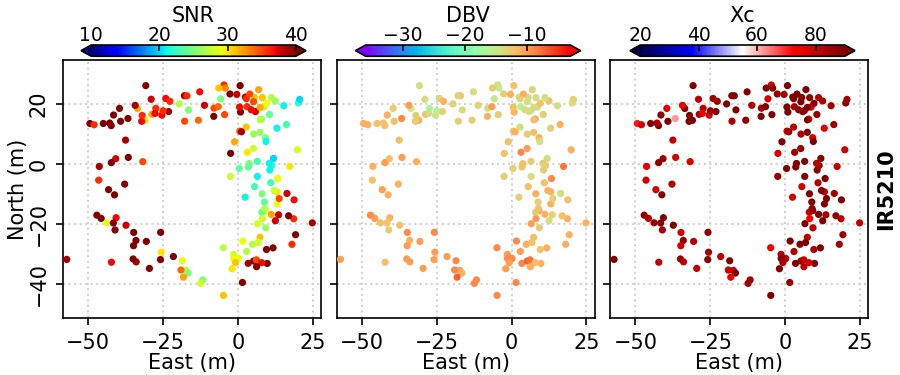 SNR DBV Xc
10 20 30 40 −30 −20 −10 20 40 60 80
20
0
−20
−40
North (m)
−50 −25 0 25 −50 −25 0 25 −50 −25 0 25
East (m) East (m) East (m)
IR5210